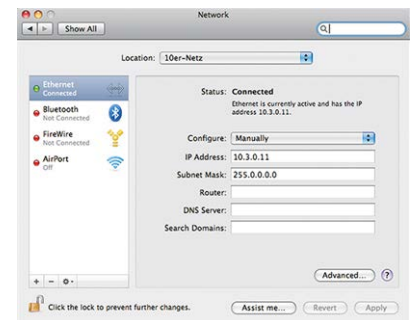 Network
Show All
Location: 10er-Netz
Ethernet
Connected
Bluetooth
Not Connected
FireWire
Not Connected
AirPort
Off
Status: Connected
Ethernet is currently active and has the IP
address 10.3.0.11.
Configure: Manually
IP Address: 10.3.0.11
Subnet Mask: 255.0.0.0.0
Router:
DNS Server:
Search Domains:
Advanced... ?
Click the lock to prevent further changes.
Assist me... Revert Apply